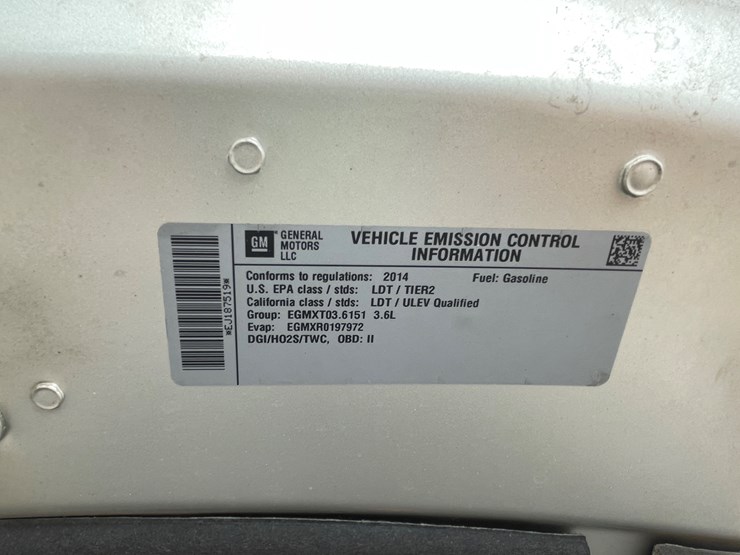 *EJ187519*
GM
GENERAL
MOTORS
LLC
VEHICLE EMISSION CONTROL
INFORMATION
Conforms to regulations: 2014 Fuel: Gasoline
U.S. EPA class / stds: LDT / TIER2
California class / stds: LDT / ULEV Qualified
Group: EGMXT03.6151 3.6L
Evap: EGMXR0197972
DGI/HO2S/TWC, OBD: II